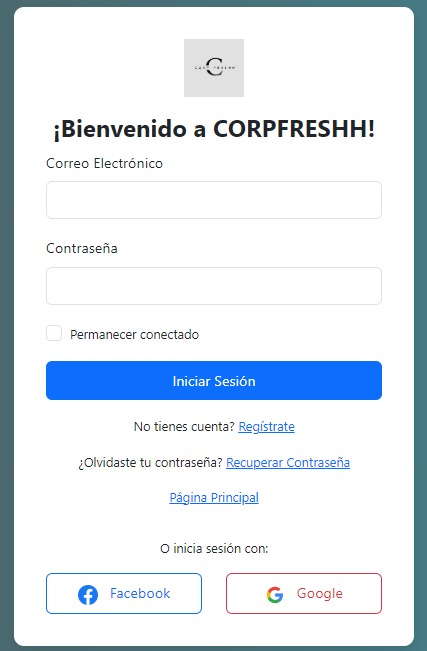 CORPFRESHH
¡Bienvenido a CORPFRESHH!
Correo Electrónico
Contraseña
Permanecer conectado
Iniciar Sesión
No tienes cuenta? Regístrate
¿Olvidaste tu contraseña? Recuperar Contraseña
Página Principal
O inicia sesión con:
Facebook
Google